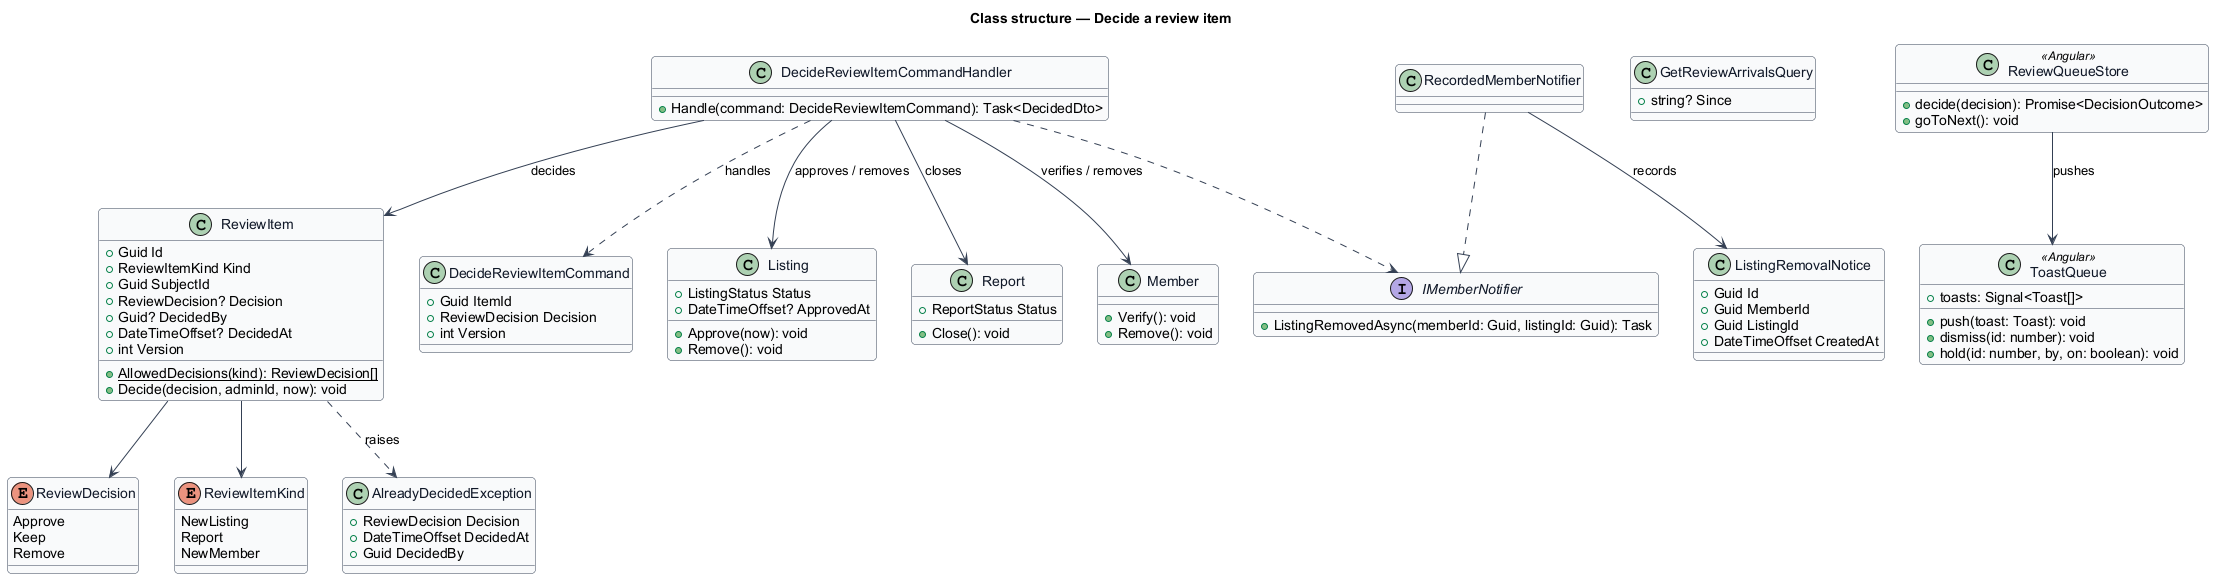 Class structure — Decide a review item
C DecideReviewItemCommandHandler
Handle(command: DecideReviewItemCommand): Task<DecidedDto>
C RecordedMemberNotifier
C GetReviewArrivalsQuery
string? Since
«Angular»
C ReviewQueueStore
decide(decision): Promise<DecisionOutcome>
goToNext(): void
decides
handles
approves / removes
closes
verifies / removes
records
pushes
C ReviewItem
Guid Id
ReviewItemKind Kind
Guid SubjectId
ReviewDecision? Decision
Guid? DecidedBy
DateTimeOffset? DecidedAt
int Version
AllowedDecisions(kind): ReviewDecision[]
Decide(decision, adminId, now): void
C DecideReviewItemCommand
Guid ItemId
ReviewDecision Decision
int Version
C Listing
ListingStatus Status
DateTimeOffset? ApprovedAt
Approve(now): void
Remove(): void
C Report
ReportStatus Status
Close(): void
C Member
Verify(): void
Remove(): void
I IMemberNotifier
ListingRemovedAsync(memberId: Guid, listingId: Guid): Task
C ListingRemovalNotice
Guid Id
Guid MemberId
Guid ListingId
DateTimeOffset CreatedAt
«Angular»
C ToastQueue
toasts: Signal<Toast[]>
push(toast: Toast): void
dismiss(id: number): void
hold(id: number, by, on: boolean): void
raises
E ReviewDecision
Approve
Keep
Remove
E ReviewItemKind
NewListing
Report
NewMember
C AlreadyDecidedException
ReviewDecision Decision
DateTimeOffset DecidedAt
Guid DecidedBy